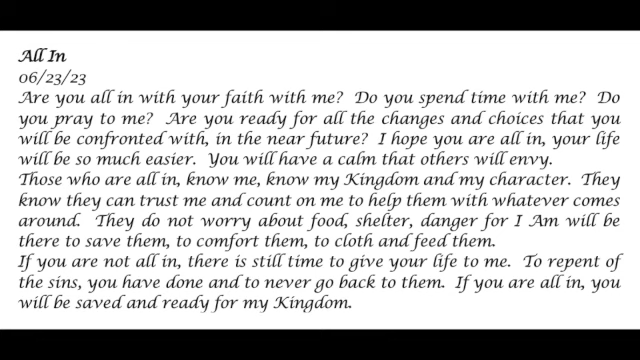 All In
06/23/23
Are you all in with your faith with me?  Do you spend time with me?  Do
you pray to me?  Are you ready for all the changes and choices that you
will be confronted with, in the near future?  I hope you are all in, your life
will be so much easier.  You will have a calm that others will envy.
Those who are all in, know me, know my Kingdom and my character.  They
know they can trust me and count on me to help them with whatever comes
around.  They do not worry about food, shelter, danger for I Am will be
there to save them, to comfort them, to cloth and feed them.
If you are not all in, there is still time to give your life to me.  To repent of
the sins, you have done and to never go back to them.  If you are all in, you
will be saved and ready for my Kingdom.